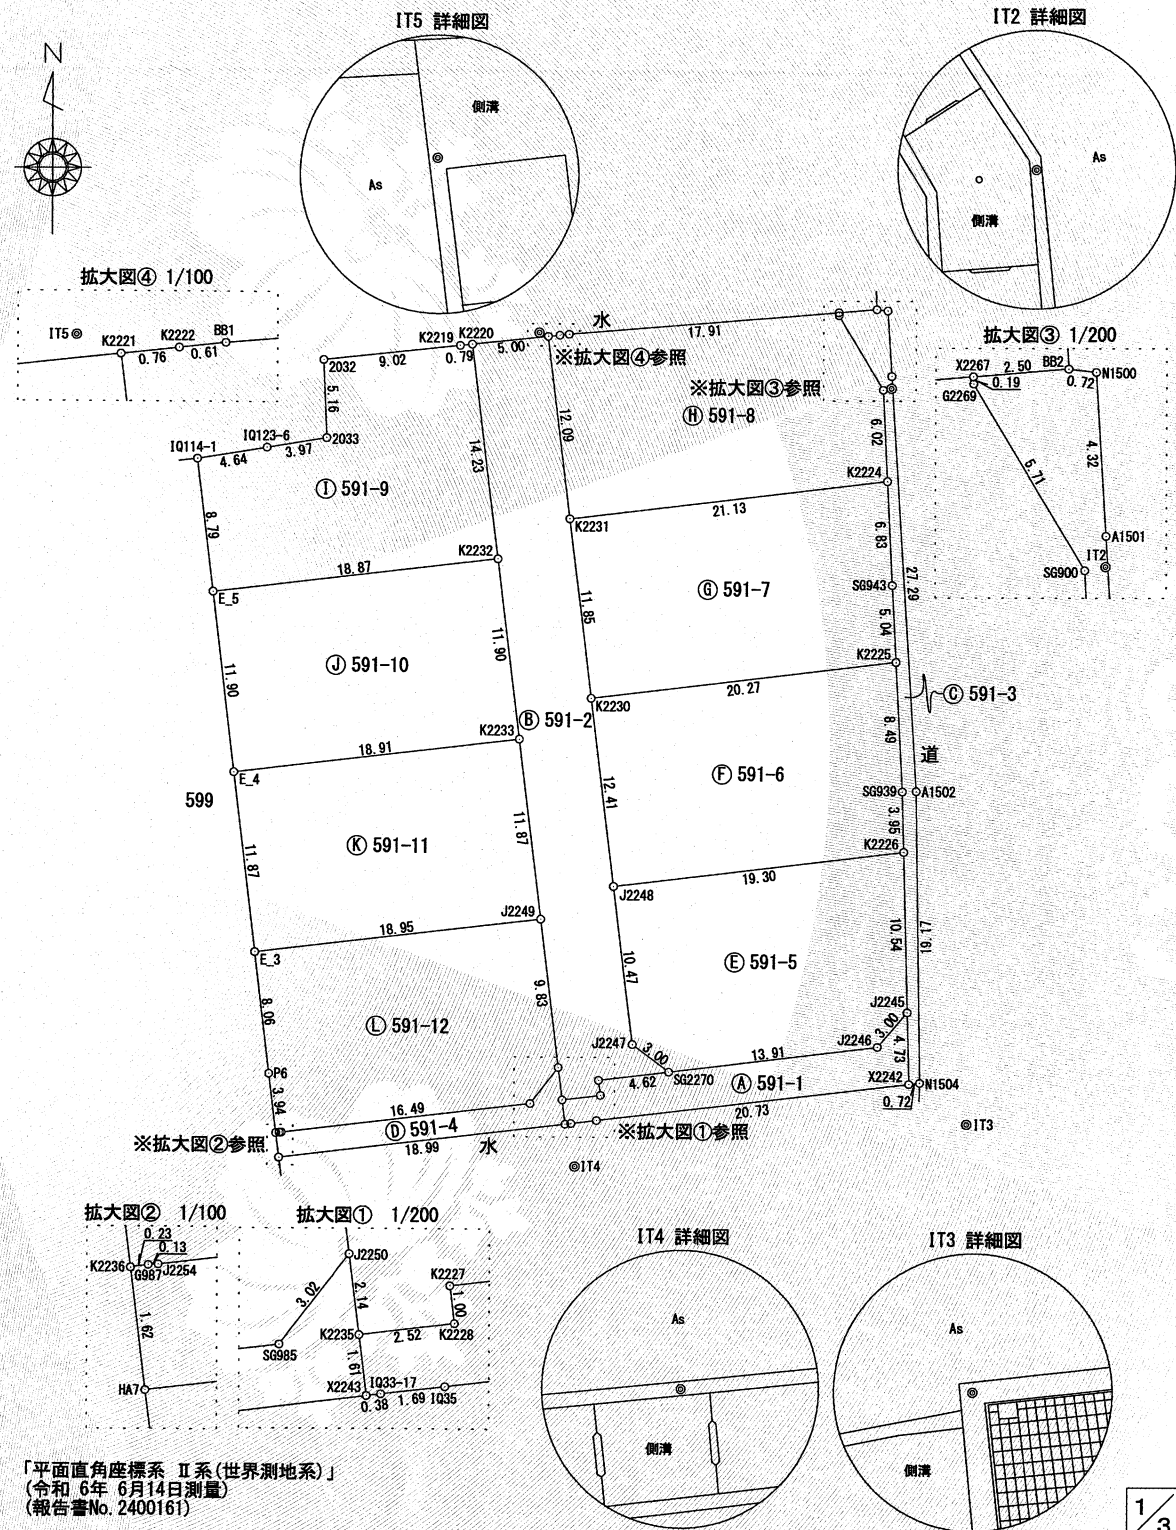 IT5 詳細図
側溝
As
IT2 詳細図
As
側溝
N
拡大図④ 1/100
IT5
K2221
K2222
BB1
0.76
0.61
K2219
K2220
2032
9.02
0.79
5.00
水
17.91
※拡大図④参照
※拡大図③参照
拡大図③ 1/200
X2267
2.50
BB2
N1500
0.19
0.72
G2269
5.71
4.32
A1501
IT2
SG900
5.16
2033
IQ114-1
IQ123-6
4.64
3.97
Ⓘ 591-9
8.79
14.23
12.09
Ⓗ 591-8
6.02
K2224
K2231
21.13
K2232
18.87
E_5
6.83
27.29
SG943
Ⓖ 591-7
11.85
5.04
K2225
11.90
Ⓙ 591-10
11.90
K2230
20.27
Ⓒ 591-3
Ⓑ 591-2
K2233
18.91
E_4
8.49
道
599
Ⓕ 591-6
12.41
SG939
A1502
3.95
K2226
11.87
Ⓚ 591-11
11.87
J2248
19.30
J2249
18.95
E_3
10.54
19.17
Ⓔ 591-5
10.47
9.83
8.06
Ⓛ 591-12
J2245
3.00
J2246
4.73
J2247
3.00
13.91
SG2270
4.62
Ⓐ 591-1
X2242
N1504
0.72
P6
3.94
16.49
Ⓓ 591-4
20.73
※拡大図②参照
18.99
水
※拡大図①参照
IT3
IT4
拡大図② 1/100
0.23
0.13
K2236
G987
J2254
1.62
HA7
拡大図① 1/200
J2250
K2227
3.02
2.14
1.00
K2235
2.52
K2228
SG985
1.61
X2243
IQ33-17
0.38
1.69
IQ35
IT4 詳細図
As
側溝
IT3 詳細図
As
側溝
「平面直角座標系 Ⅱ系(世界測地系)」
(令和 6年 6月14日測量)
(報告書No.2400161)
1/3